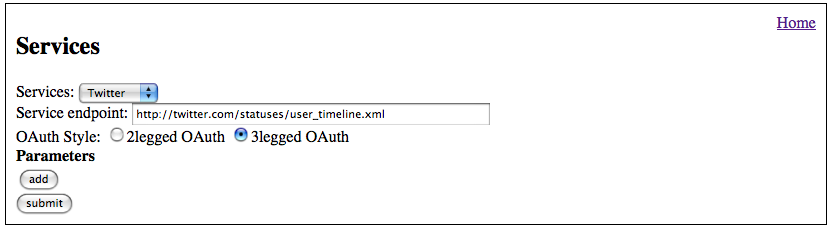 Home
Services
Services: Twitter
Service endpoint: http://twitter.com/statuses/user_timeline.xml
OAuth Style: 2legged OAuth 3legged OAuth
Parameters
add
submit